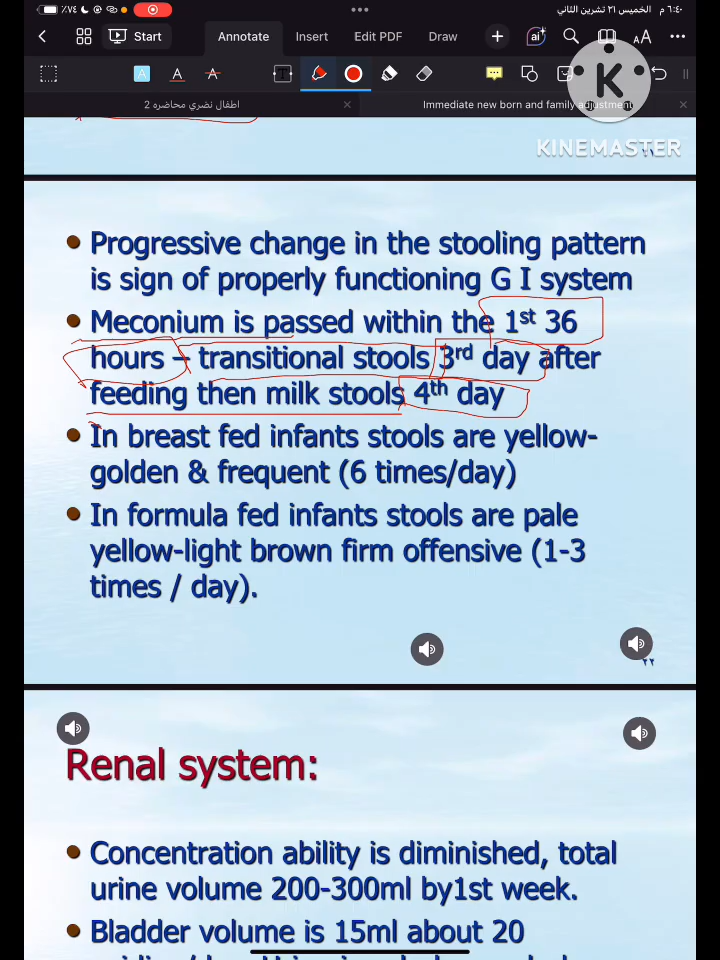 ٪٧٤ ٦:٤٠ م الخميس ٢١ تشرين الثاني
Start Annotate Insert Edit PDF Draw ai AA
A A A T
اطفال نضري محاضره 2 Immediate new born and family adjustment
K
KINEMASTER
Progressive change in the stooling pattern
is sign of properly functioning G I system
Meconium is passed within the 1st 36
hours – transitional stools 3rd day after
feeding then milk stools 4th day
In breast fed infants stools are yellow-
golden & frequent (6 times/day)
In formula fed infants stools are pale
yellow-light brown firm offensive (1-3
times / day).
٢٢
Renal system:
Concentration ability is diminished, total
urine volume 200-300ml by1st week.
Bladder volume is 15ml about 20